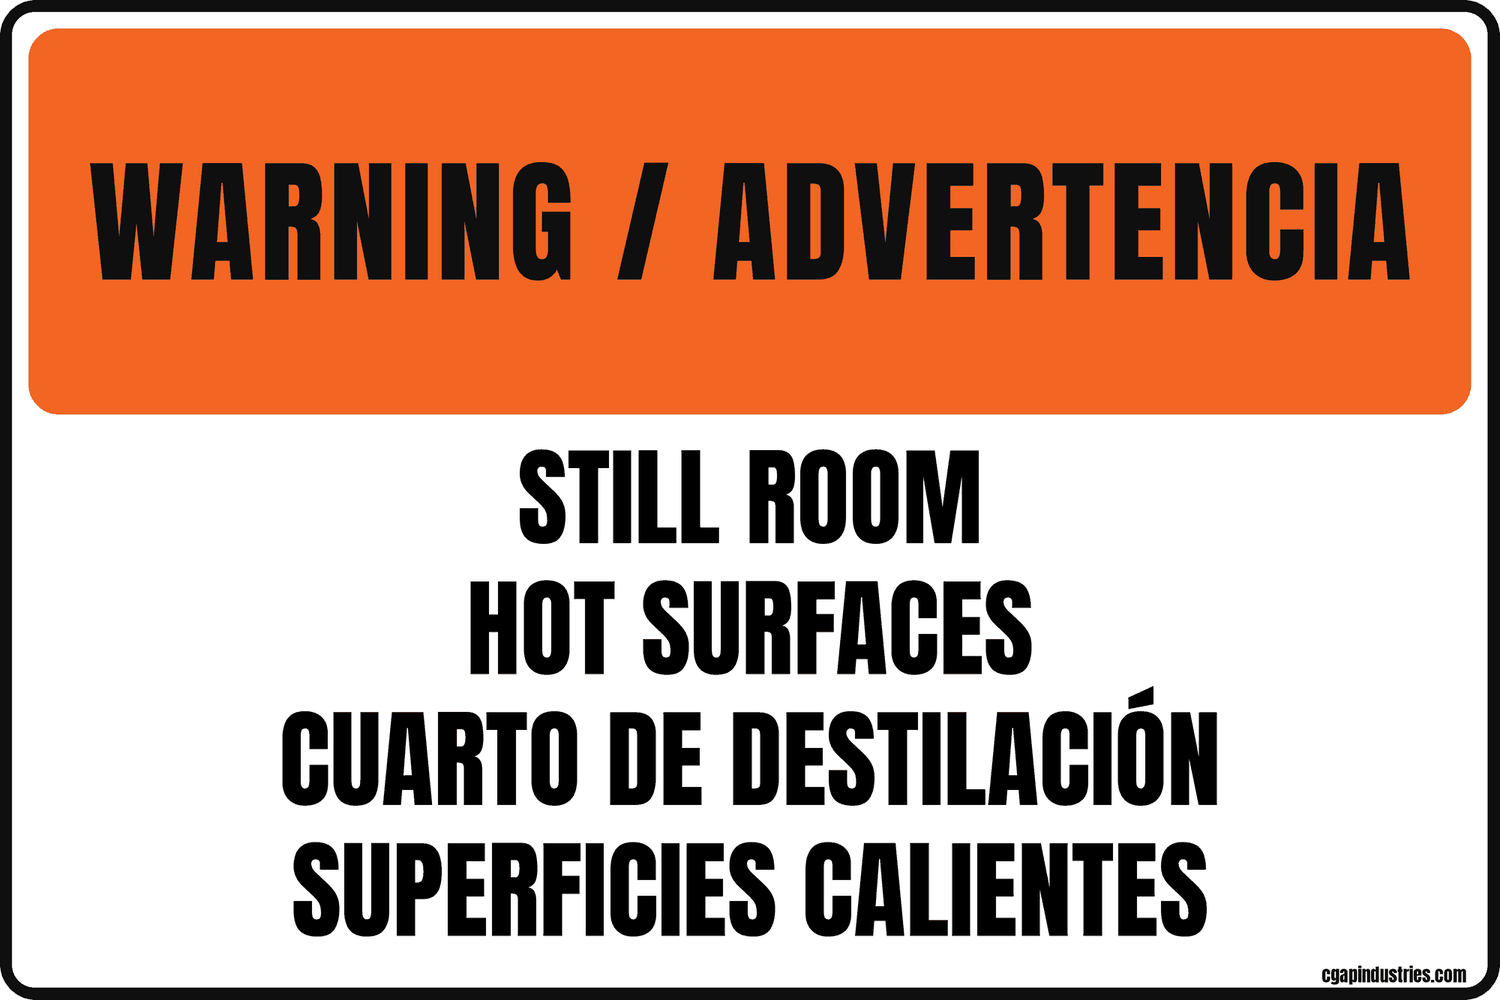 WARNING / ADVERTENCIA
STILL ROOM
HOT SURFACES
CUARTO DE DESTILACIÓN
SUPERFICIES CALIENTES
cgapindustries.com